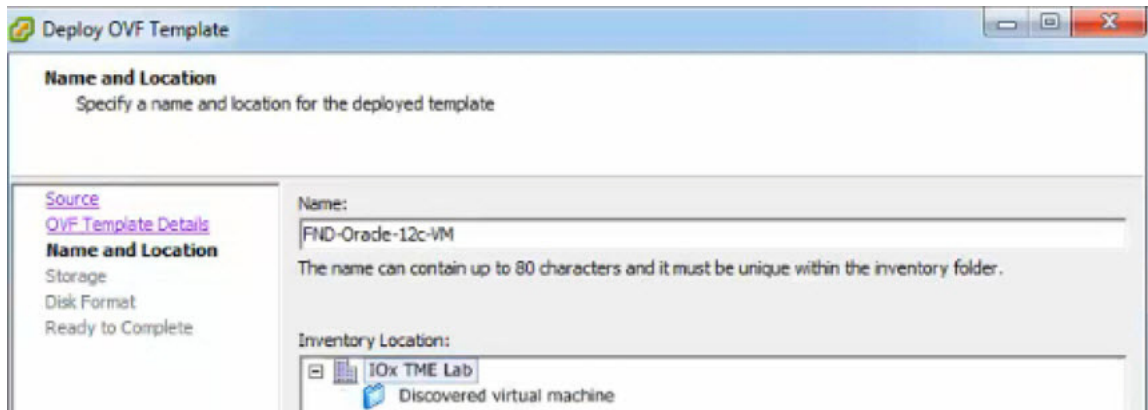 Deploy OVF Template
Name and Location
Specify a name and location for the deployed template
Source
OVF Template Details
Name and Location
Storage
Disk Format
Ready to Complete
Name:
FND-Oracle-12c-VM
The name can contain up to 80 characters and it must be unique within the inventory folder.
Inventory Location:
IOx TME Lab
Discovered virtual machine